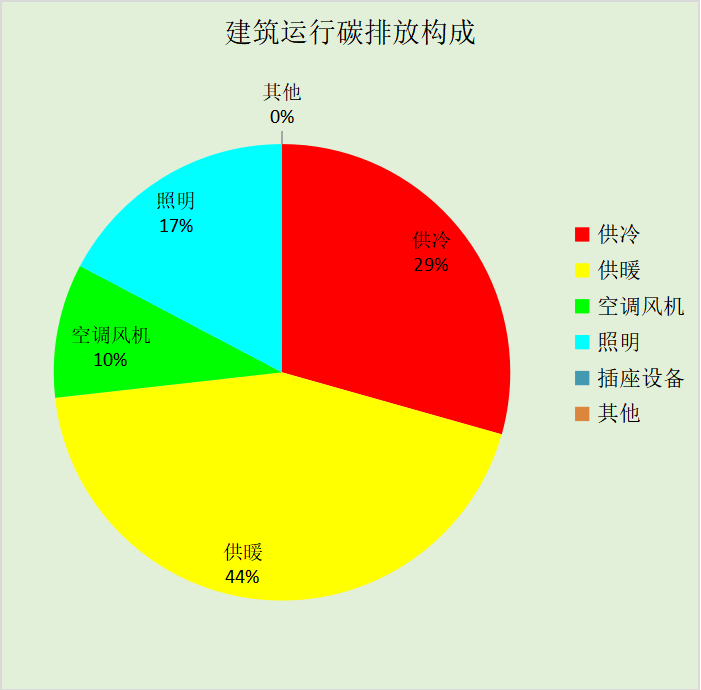 建筑运行碳排放构成
其他
0%
照明
17%
供冷
29%
空调风机
10%
供暖
44%
供冷
供暖
空调风机
照明
插座设备
其他